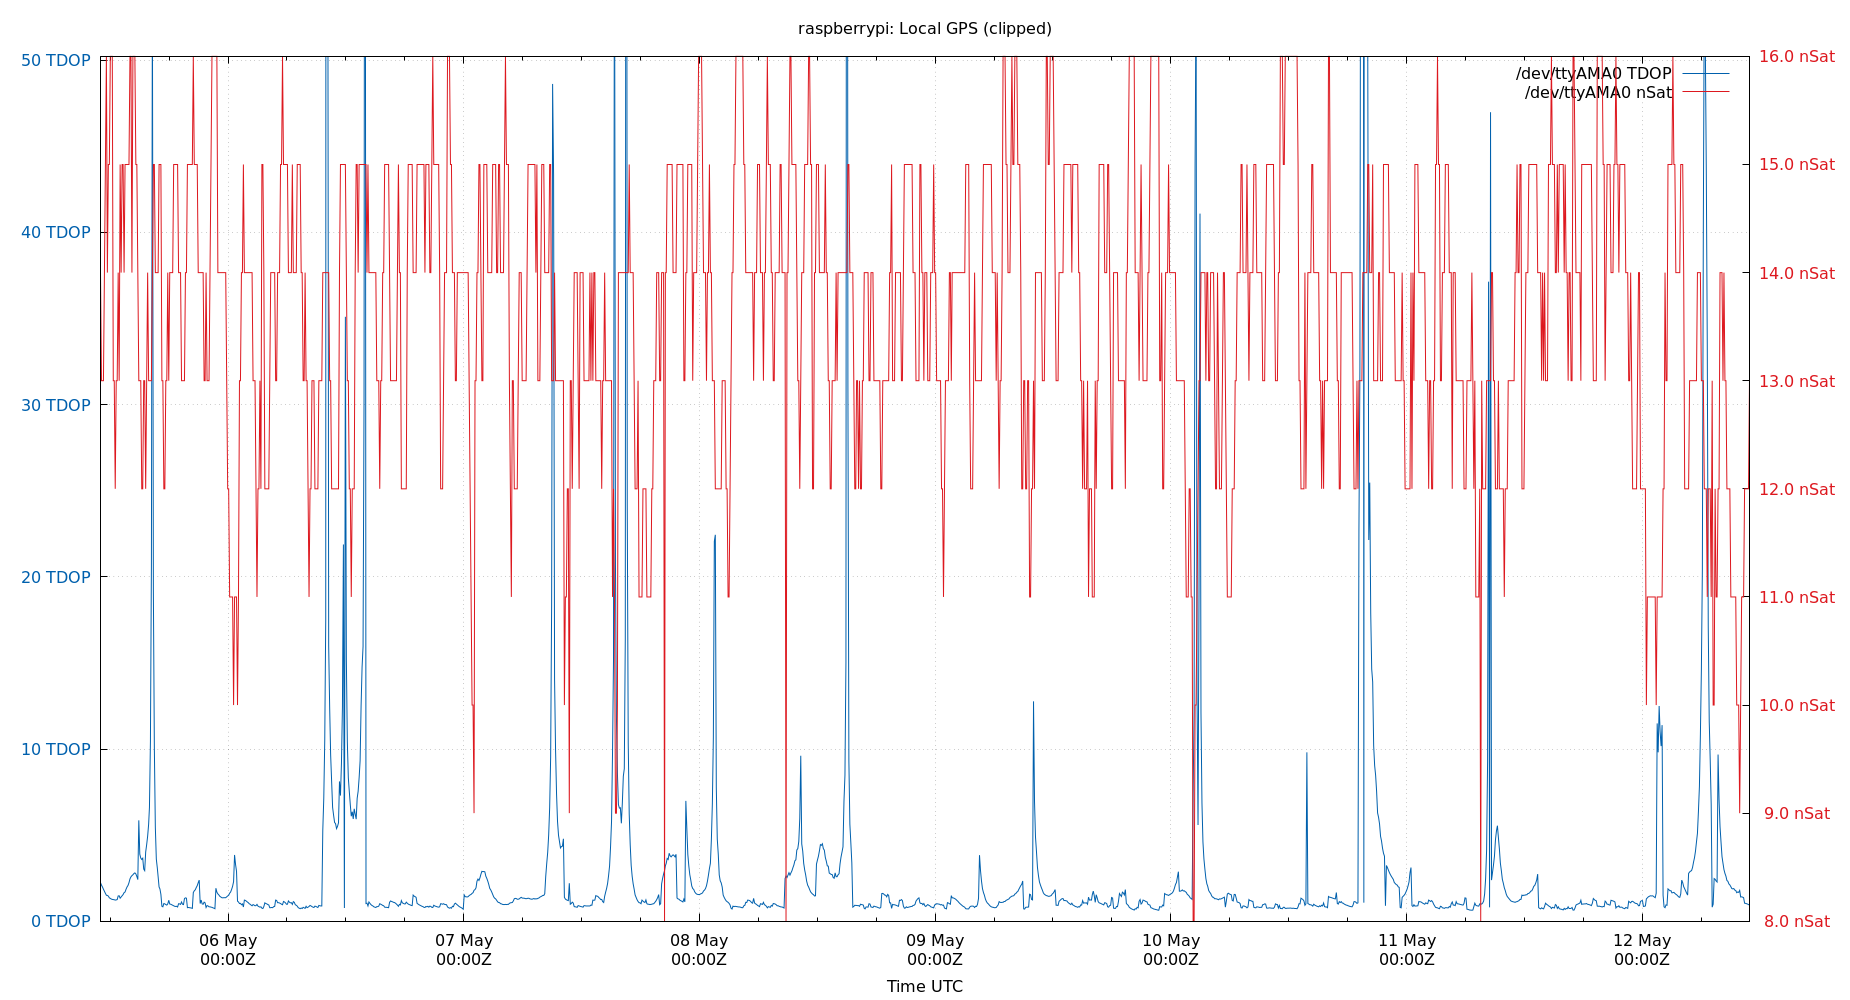 raspberrypi: Local GPS (clipped)
50 TDOP
40 TDOP
30 TDOP
20 TDOP
10 TDOP
0 TDOP
16.0 nSat
15.0 nSat
14.0 nSat
13.0 nSat
12.0 nSat
11.0 nSat
10.0 nSat
9.0 nSat
8.0 nSat
/dev/ttyAMA0 TDOP
/dev/ttyAMA0 nSat
06 May
00:00Z
07 May
00:00Z
08 May
00:00Z
09 May
00:00Z
10 May
00:00Z
11 May
00:00Z
12 May
00:00Z
Time UTC